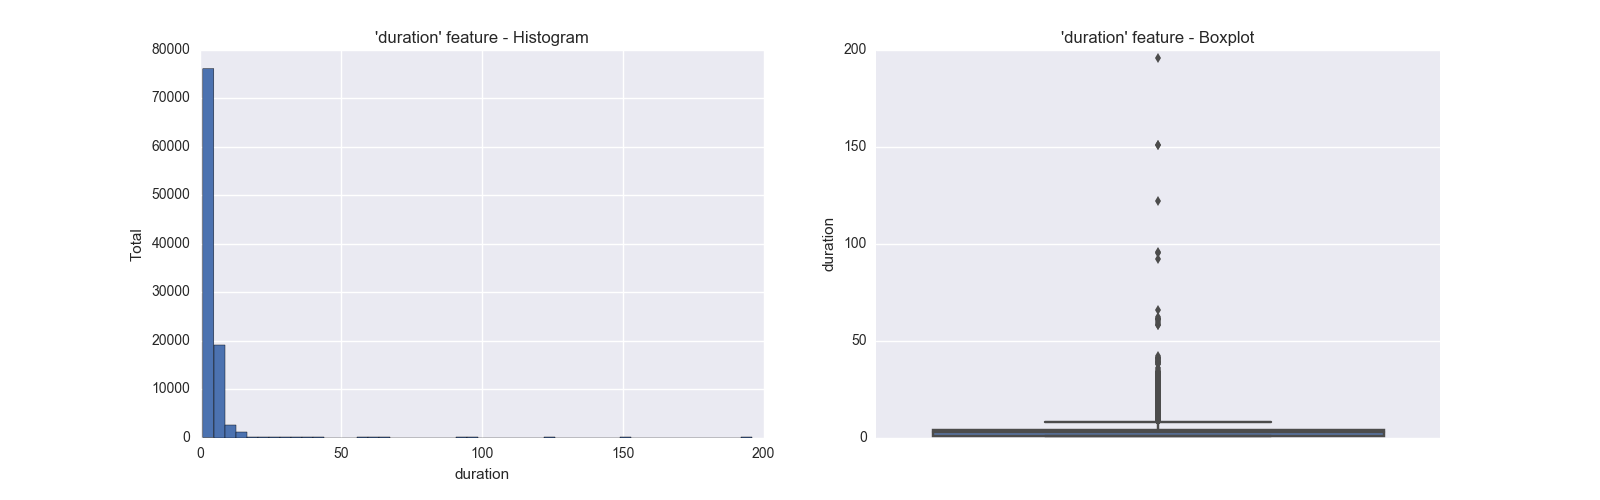 'duration' feature - Histogram
80000
70000
60000
50000
40000
30000
20000
10000
0
Total
0 50 100 150 200
duration
'duration' feature - Boxplot
200
150
100
50
0
duration